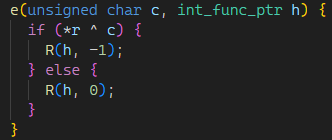 e(unsigned char c, int_func_ptr h) {
  if (*r ^ c) {
    R(h, -1);
  } else {
    R(h, 0);
  }
}